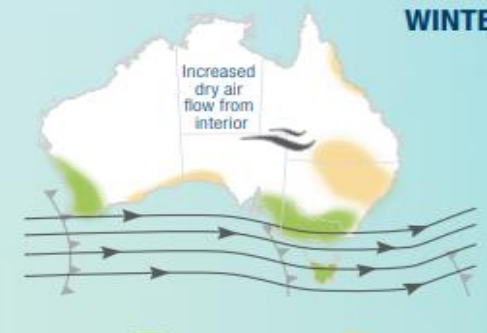 WINTE
Increased
dry air
flow from
interior